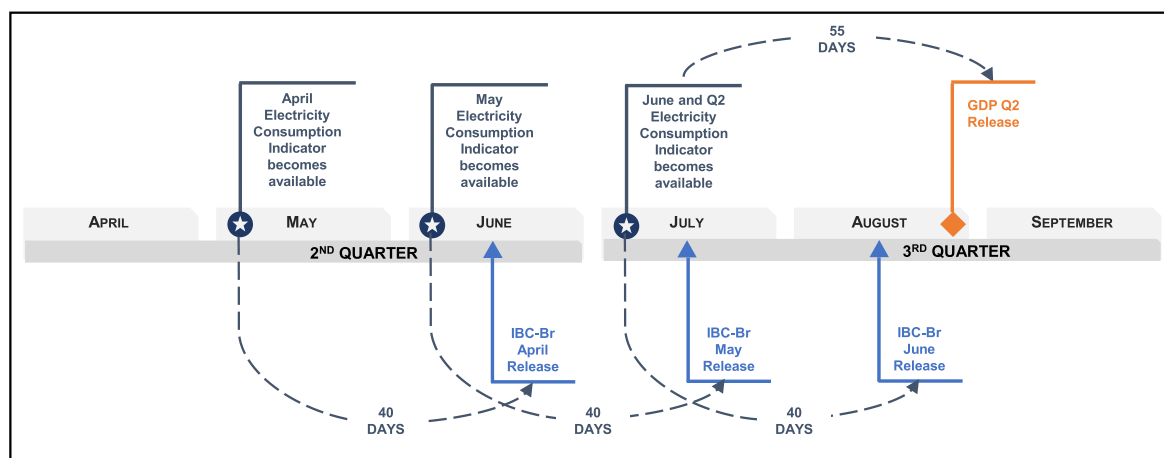 55
DAYS
April
Electricity
Consumption
Indicator
becomes
available
May
Electricity
Consumption
Indicator
becomes
available
June and Q2
Electricity
Consumption
Indicator
becomes
available
GDP Q2
Release
APRIL
MAY
JUNE
JULY
AUGUST
SEPTEMBER
2ND QUARTER
3RD QUARTER
IBC-Br
April
Release
IBC-Br
May
Release
IBC-Br
June
Release
40
DAYS
40
DAYS
40
DAYS